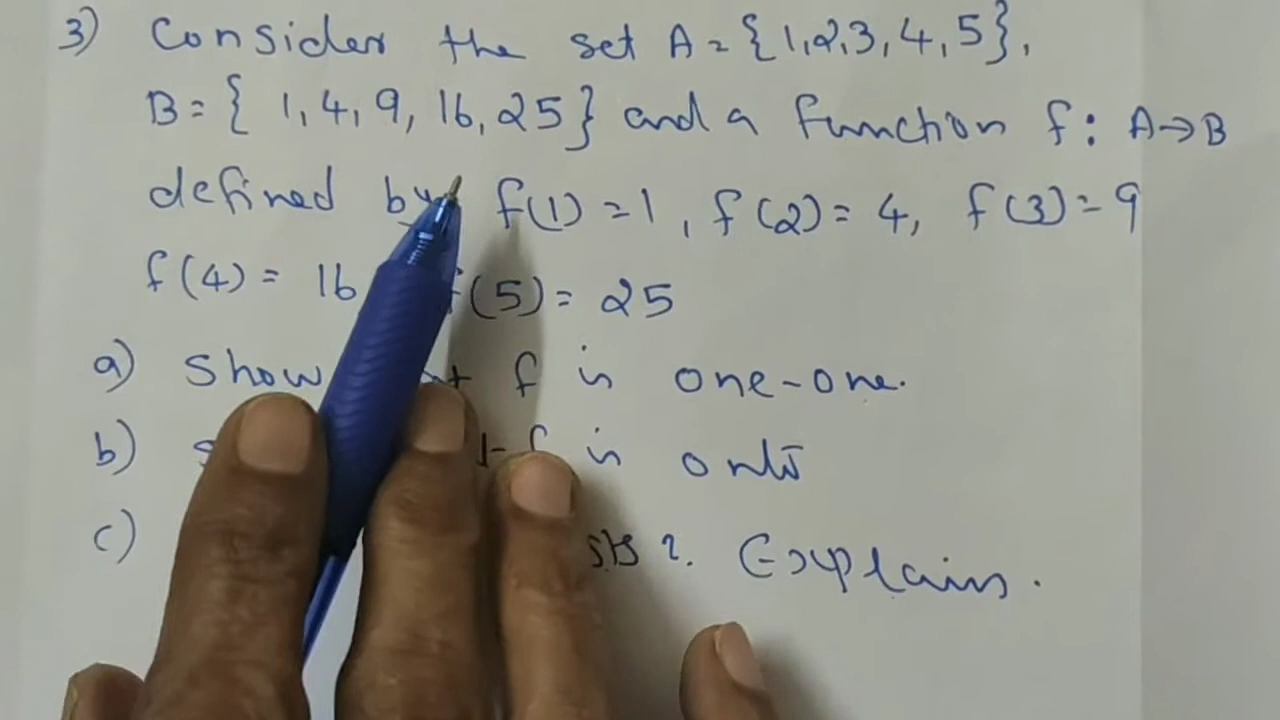 3) Consider the set A = {1,2,3,4,5},
B = { 1,4,9,16,25} and a function f: A→B
defined by f(1) = 1, f(2) = 4, f(3) = 9
f(4) = 16 f(5) = 25
a) Show f is one-one.
b) f is onto
c) Explain.